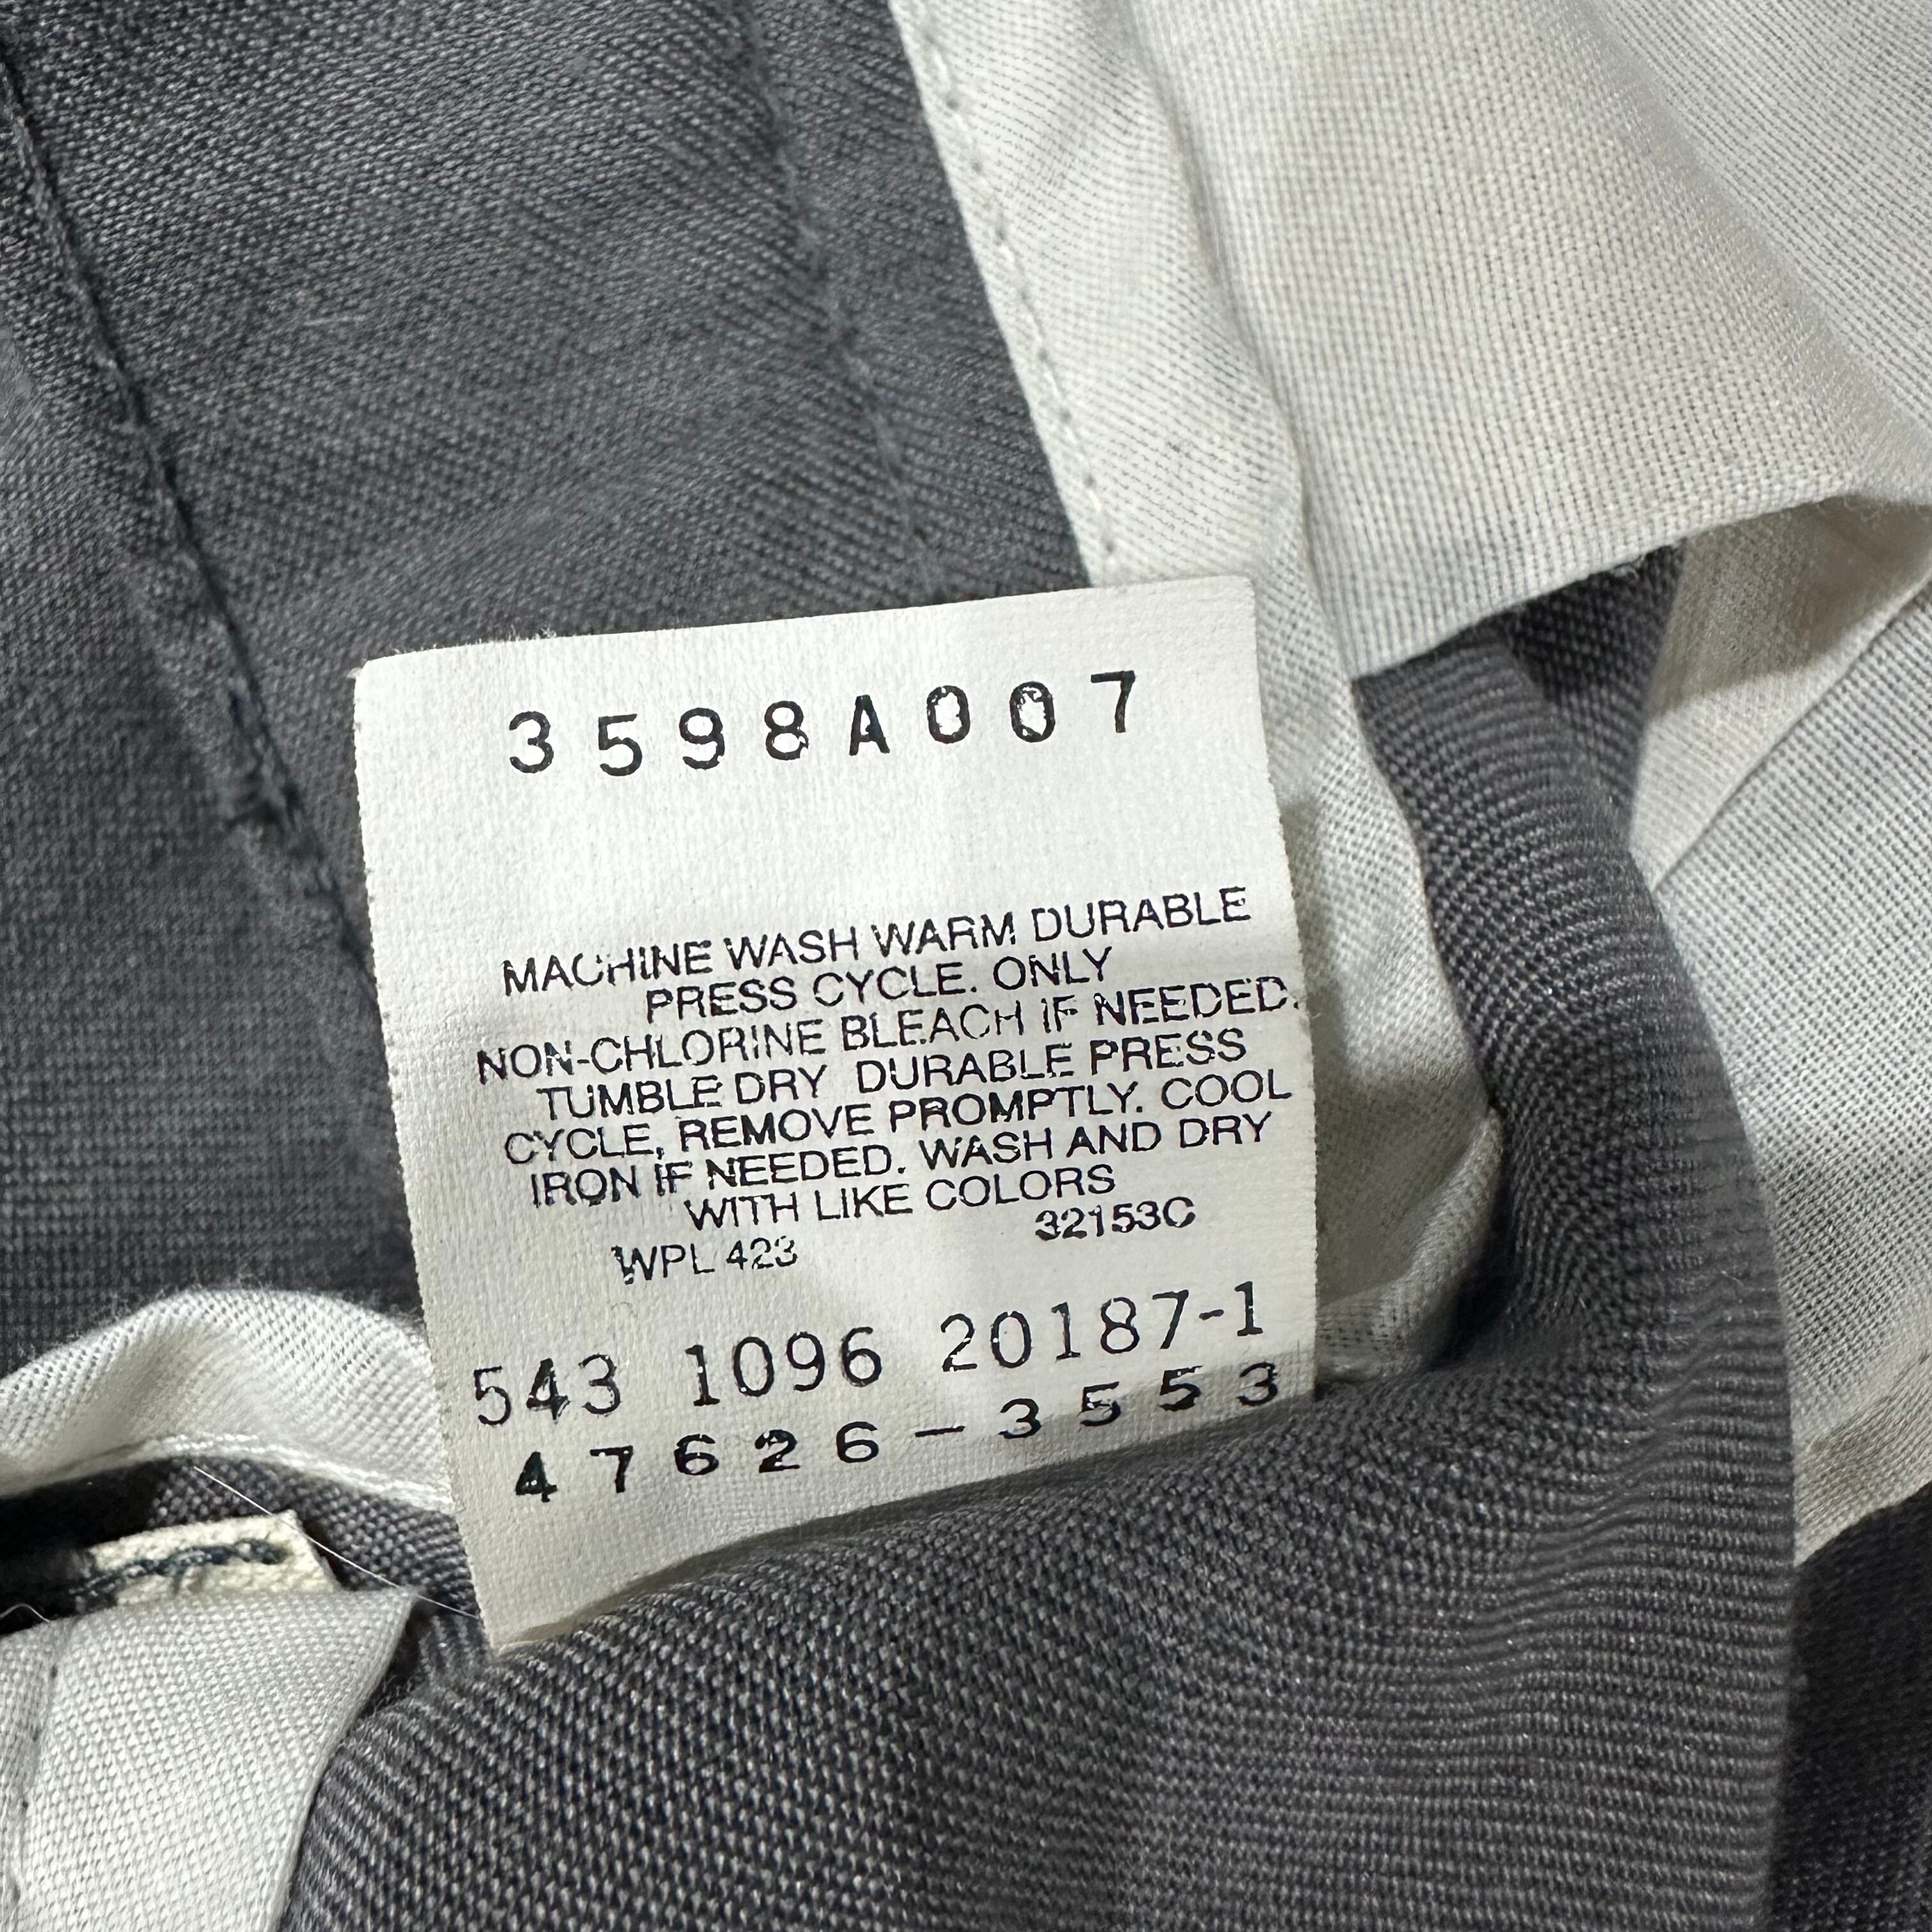 3598A007
MACHINE WASH WARM DURABLE
PRESS CYCLE. ONLY
NON-CHLORINE BLEACH IF NEEDED.
TUMBLE DRY DURABLE PRESS
CYCLE, REMOVE PROMPTLY. COOL
IRON IF NEEDED. WASH AND DRY
WITH LIKE COLORS
WPL 423 32153C
543 1096 20187-1
47626-3553